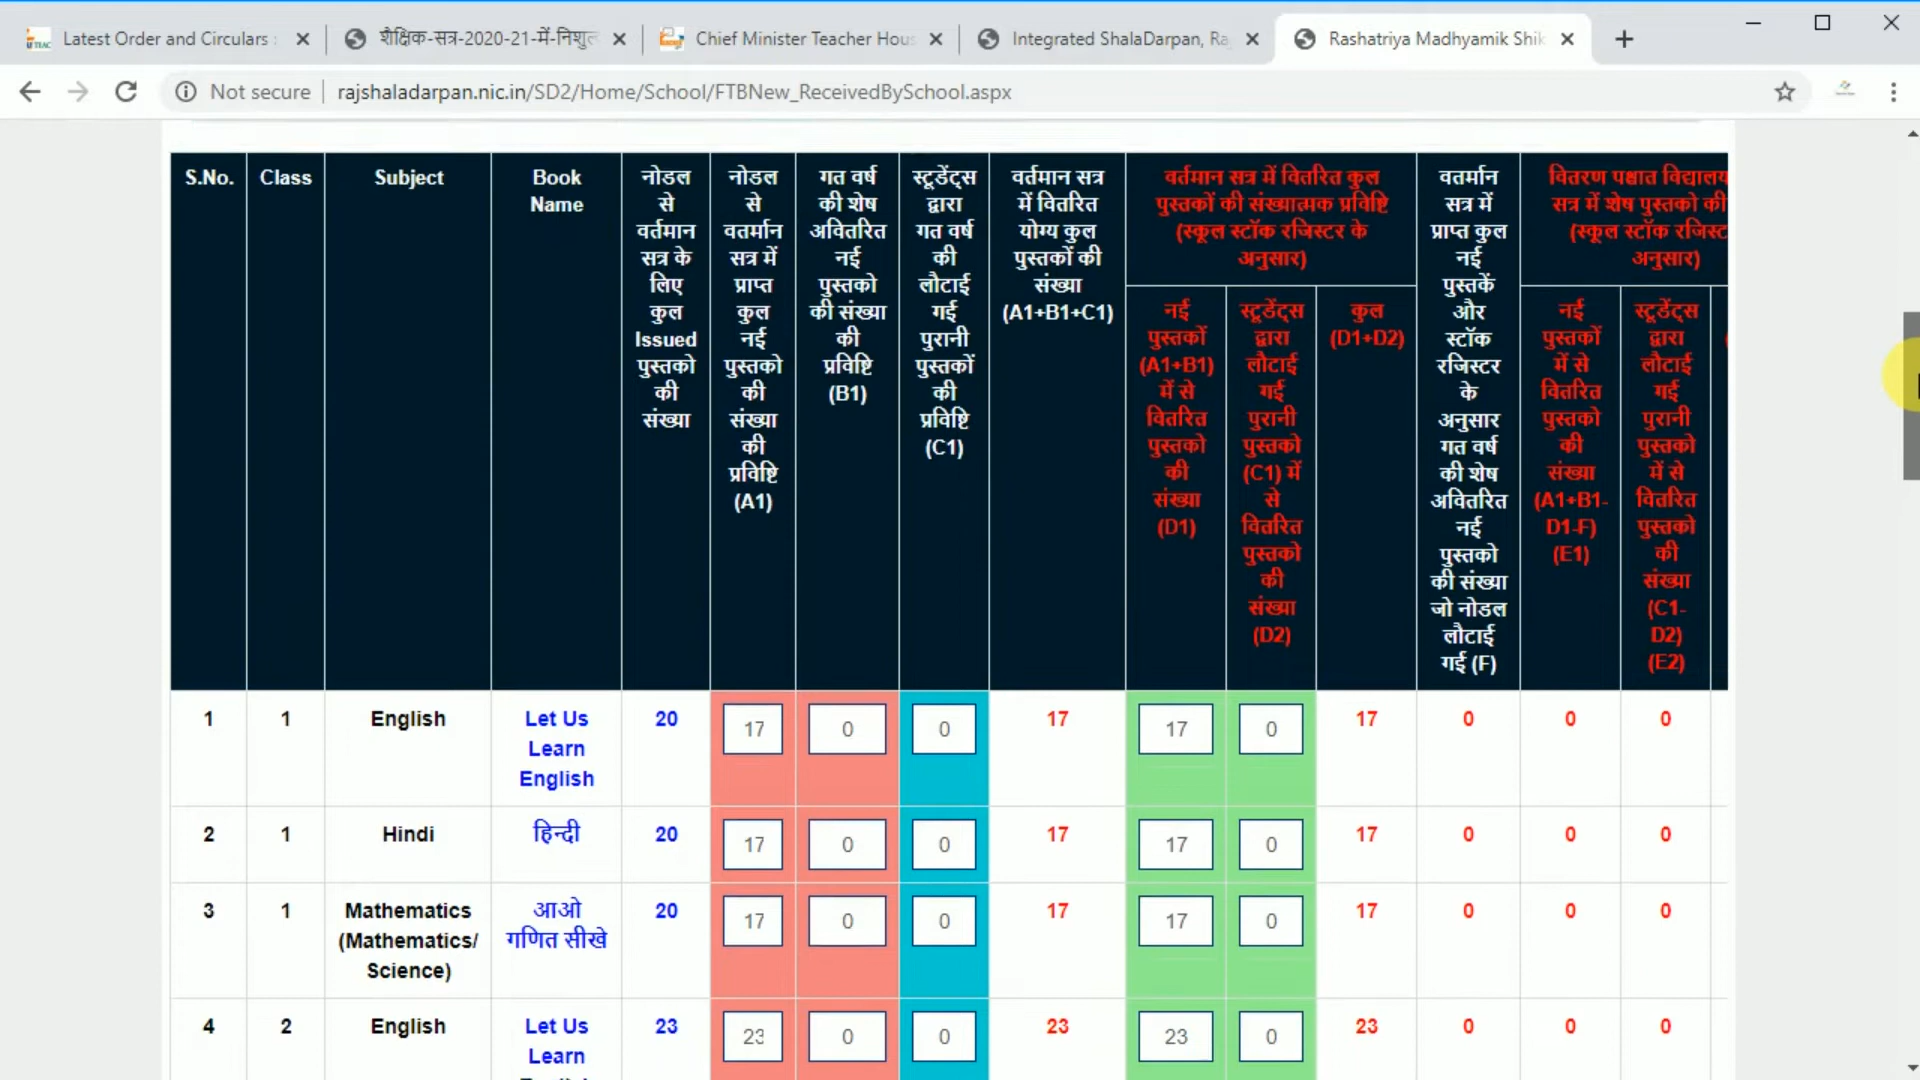 Latest Order and Circulars :
शैक्षिक-सत्र-2020-21-में-निशुल
Chief Minister Teacher Hous
Integrated ShalaDarpan, Ra
Rashatriya Madhyamik Shik
Not secure
rajshaladarpan.nic.in/SD2/Home/School/FTBNew_ReceivedBySchool.aspx
S.No.
Class
Subject
Book
Name
नोडल
से
वर्तमान
सत्र के
लिए
कुल
Issued
पुस्तको
की
संख्या
नोडल
से
वतर्मान
सत्र में
प्राप्त
कुल
नई
पुस्तको
की
संख्या
की
प्रविष्टि
(A1)
गत वर्ष
की शेष
अवितरित
नई
पुस्तको
की संख्या
की
प्रविष्टि
(B1)
स्टूडेंट्स
द्वारा
गत वर्ष
की
लौटाई
गई
पुरानी
पुस्तकों
की
प्रविष्टि
(C1)
वर्तमान सत्र
में वितरित
योग्य कुल
पुस्तकों की
संख्या
(A1+B1+C1)
वर्तमान सत्र में वितरित कुल
पुस्तकों की संख्यात्मक प्रविष्टि
(स्कूल स्टॉक रजिस्टर के
अनुसार)
नई
पुस्तकों
(A1+B1)
में से
वितरित
पुस्तको
की
संख्या
(D1)
स्टूडेंट्स
द्वारा
लौटाई
गई
पुरानी
पुस्तको
(C1) में
से
वितरित
पुस्तको
की
संख्या
(D2)
कुल
(D1+D2)
वतर्मान
सत्र में
प्राप्त कुल
नई
पुस्तकें
और
स्टॉक
रजिस्टर
के
अनुसार
गत वर्ष
की शेष
अवितरित
नई
पुस्तको
की संख्या
जो नोडल
लौटाई
गई (F)
वितरण पश्चात विद्यालय
सत्र में शेष पुस्तको की
(स्कूल स्टॉक रजिस्ट
अनुसार)
नई
पुस्तकों
में से
वितरित
पुस्तको
की
संख्या
(A1+B1-
D1-F)
(E1)
स्टूडेंट्स
द्वारा
लौटाई
गई
पुरानी
पुस्तको
में से
वितरित
पुस्तको
की
संख्या
(C1-
D2)
(E2)
1 1 English Let Us 20 17 0 0 17 17 0 17 0 0 0
Learn
English
2 1 Hindi हिन्दी 20 17 0 0 17 17 0 17 0 0 0
3 1 Mathematics आओ 20 17 0 0 17 17 0 17 0 0 0
(Mathematics/ गणित सीखे
Science)
4 2 English Let Us 23 23 0 0 23 23 0 23 0 0 0
Learn